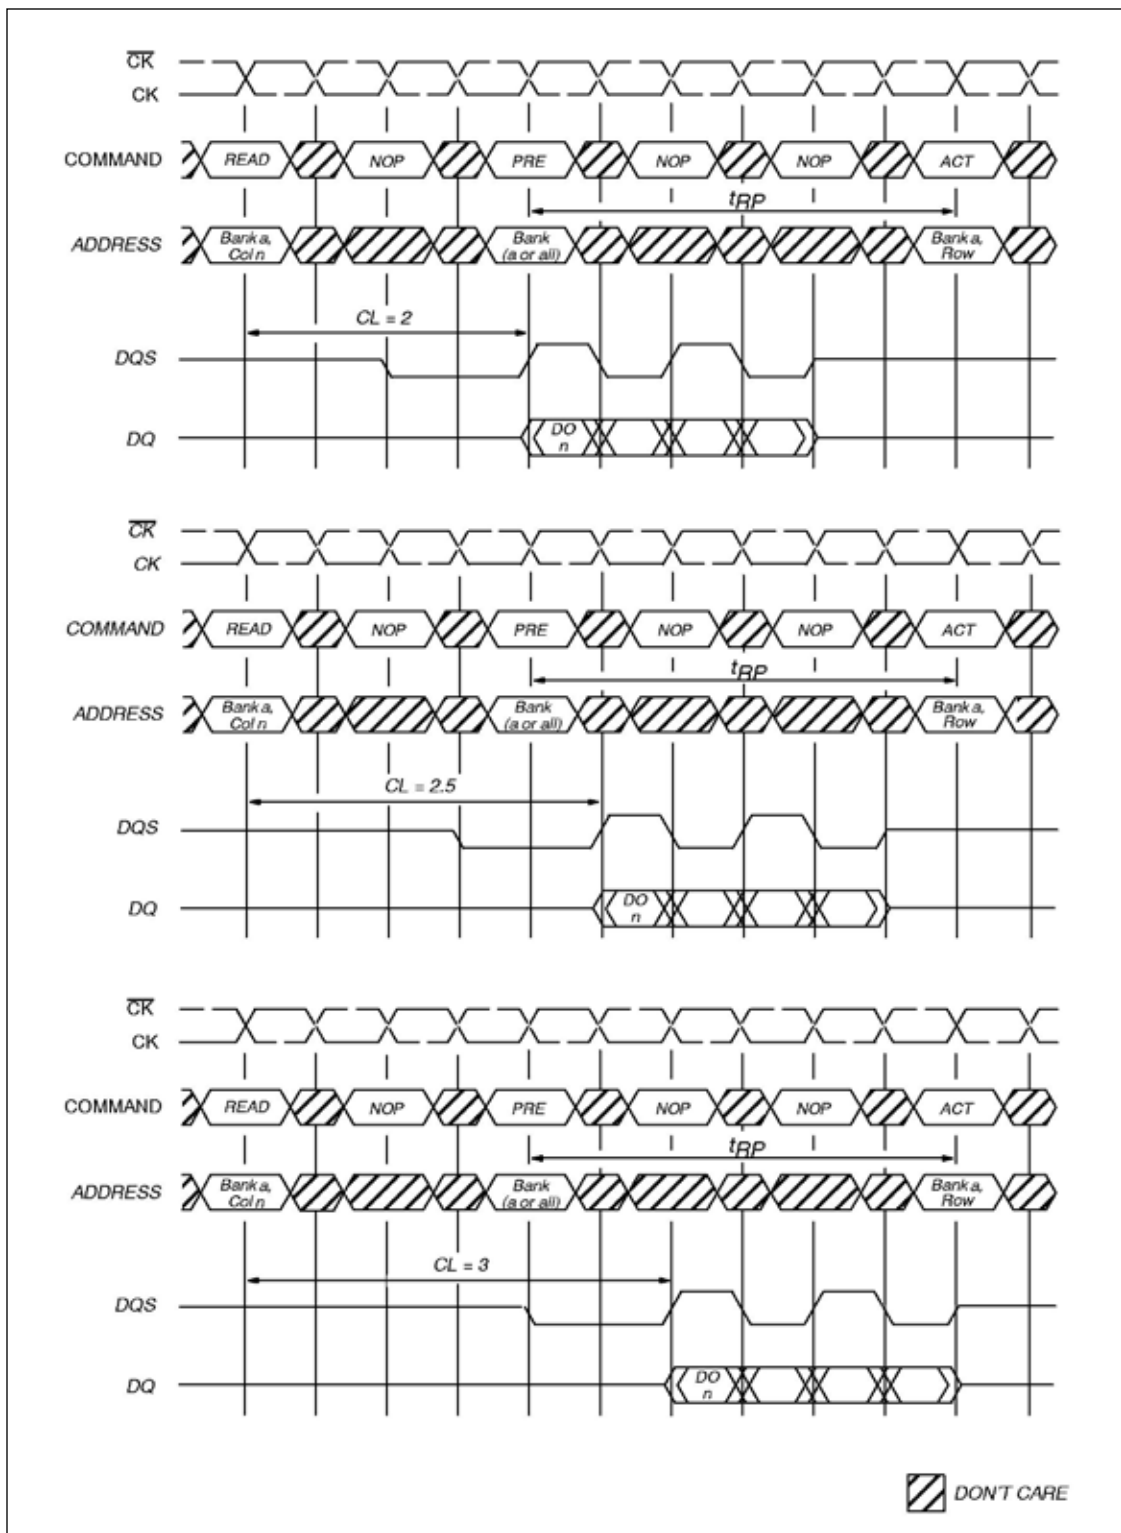 CK
CK
COMMAND READ NOP PRE NOP NOP ACT
tRP
ADDRESS Bank a, Col n Bank (a or all) Bank a, Row
CL = 2
DQS
DQ DO n
CK
CK
COMMAND READ NOP PRE NOP NOP ACT
tRP
ADDRESS Bank a, Col n Bank (a or all) Bank a, Row
CL = 2.5
DQS
DQ DO n
CK
CK
COMMAND READ NOP PRE NOP NOP ACT
tRP
ADDRESS Bank a, Col n Bank (a or all) Bank a, Row
CL = 3
DQS
DQ DO n
DON'T CARE